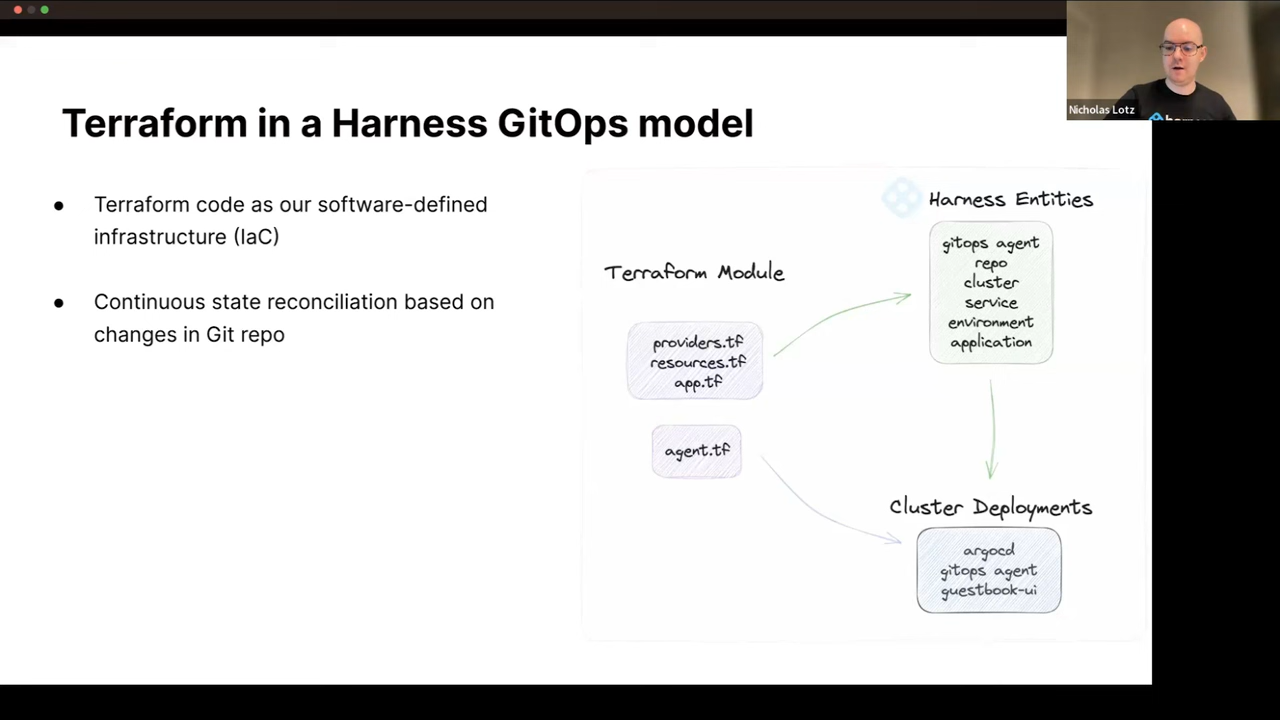 Nicholas Lotz
Terraform in a Harness GitOps model
● Terraform code as our software-defined
infrastructure (IaC)
● Continuous state reconciliation based on
changes in Git repo
Terraform Module
providers.tf
resources.tf
app.tf
agent.tf
Harness Entities
gitops agent
repo
cluster
service
environment
application
Cluster Deployments
argocd
gitops agent
guestbook-ui